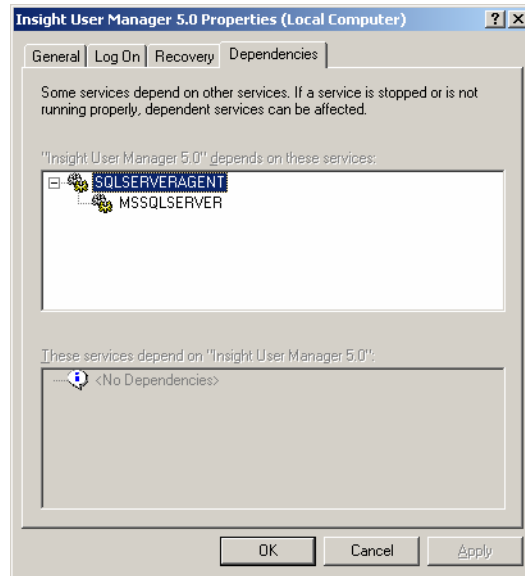 Insight User Manager 5.0 Properties (Local Computer)
General Log On Recovery Dependencies
Some services depend on other services. If a service is stopped or is not
running properly, dependent services can be affected.
"Insight User Manager 5.0" depends on these services:
SQLSERVERAGENT
MSSQLSERVER
These services depend on "Insight User Manager 5.0":
<No Dependencies>
OK Cancel Apply